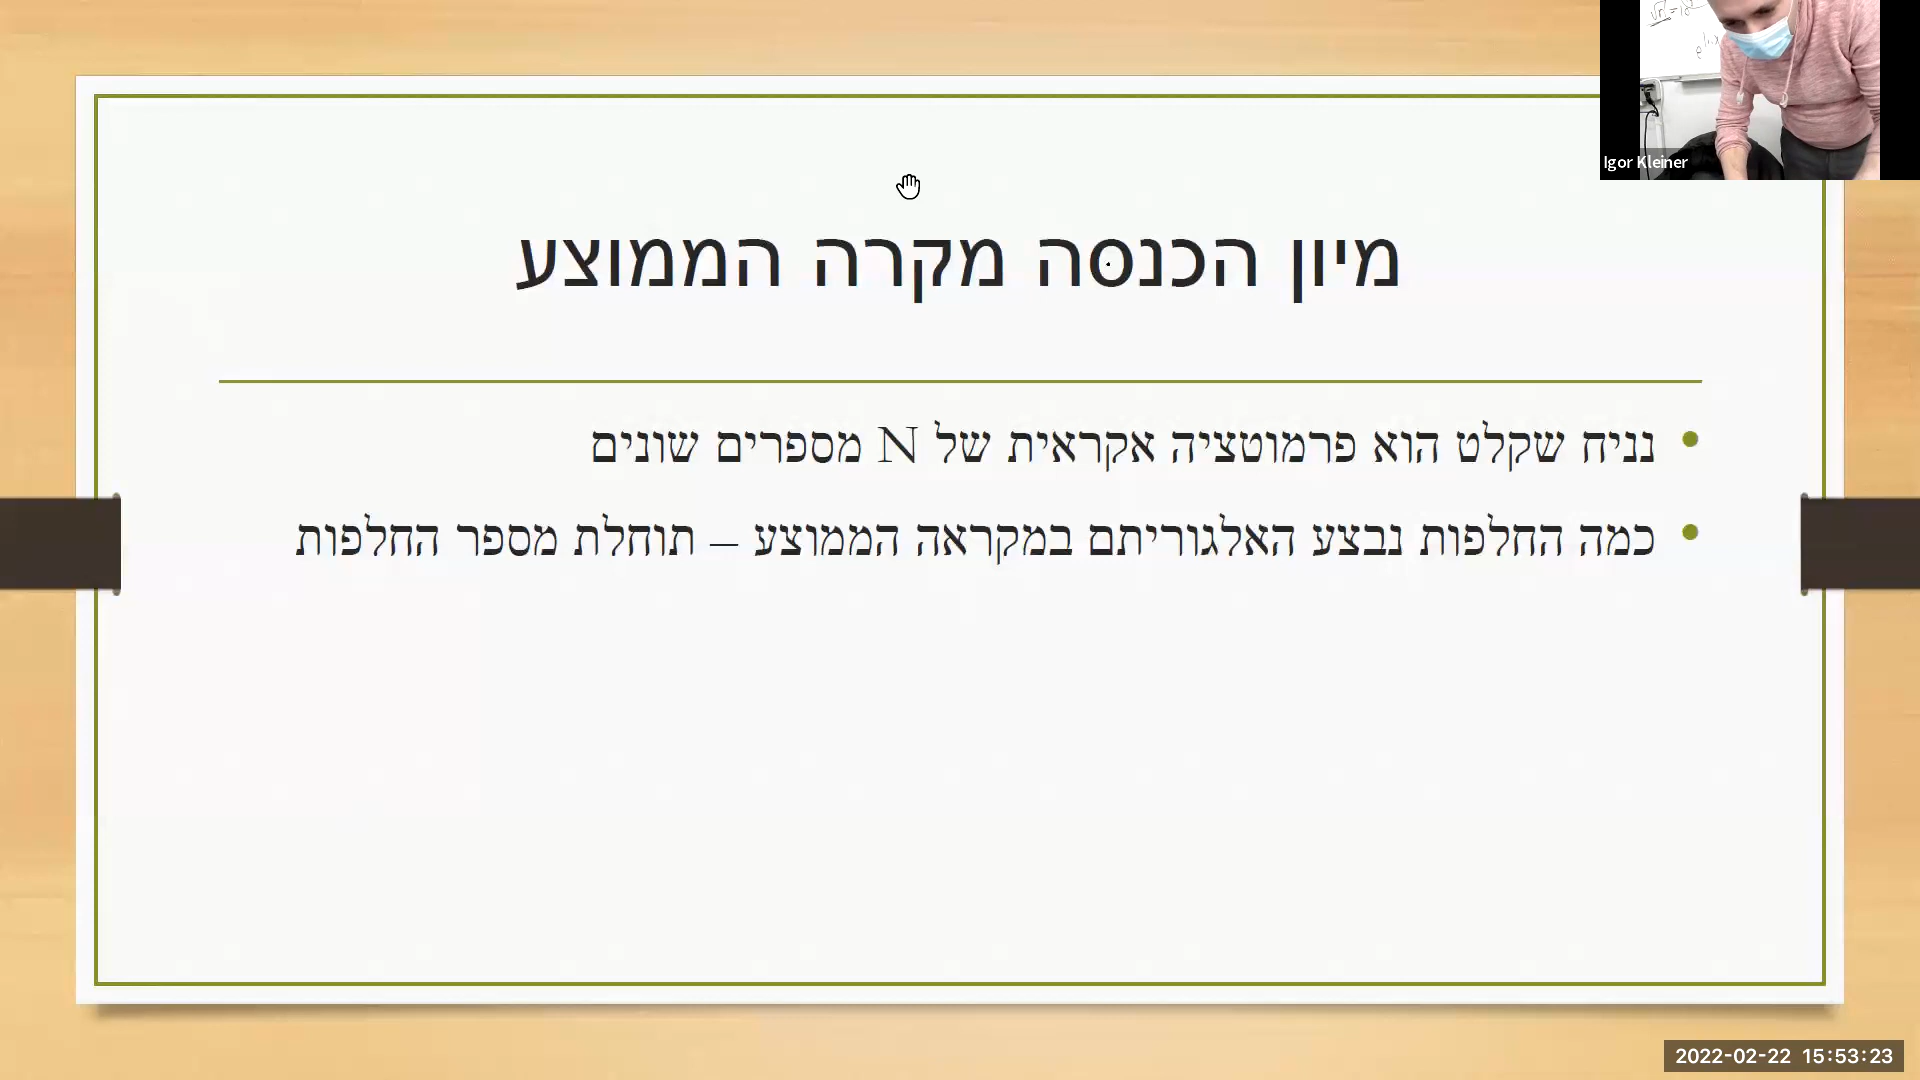 מיון הכנסה מקרה הממוצע
נניח שקלט הוא פרמוטציה אקראית של N מספרים שונים
כמה החלפות נבצע האלגוריתם במקראה הממוצע – תוחלת מספר החלפות
Igor Kleiner
2022-02-22 15:53:23